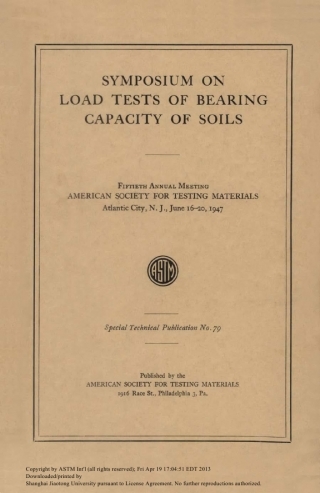 SYMPOSIUM ON
LOAD TESTS OF BEARING
CAPACITY OF SOILS
FIFTIETH ANNUAL MEETING
AMERICAN SOCIETY FOR TESTING MATERIALS
Atlantic City, N. J., June 16-20, 1947
ASTM
Special Technical Publication No. 79
Published by the
AMERICAN SOCIETY FOR TESTING MATERIALS
1916 Race St., Philadelphia 3, Pa.
Copyright by ASTM Int'l (all rights reserved); Fri Apr 19 17:04:51 EDT 2013
Downloaded/printed by
Shanghai Jiaotong University pursuant to License Agreement. No further reproductions authorized.